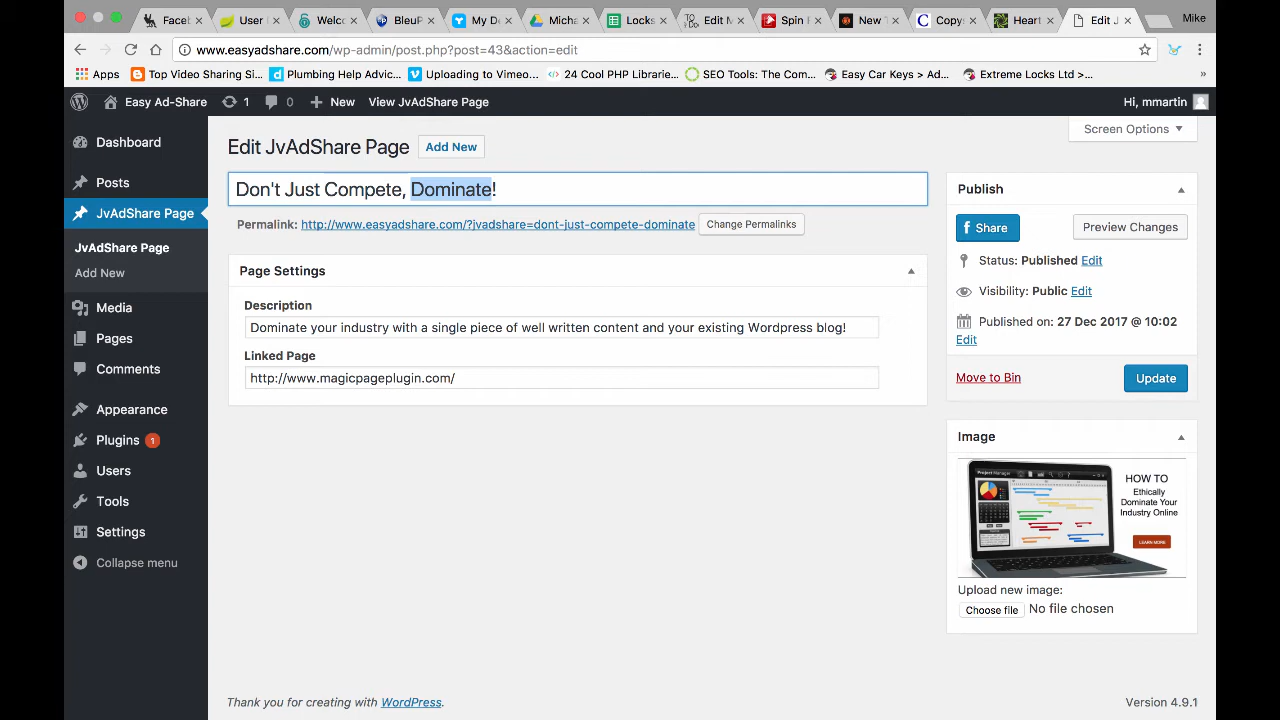 Faceb
User
Welco
BleuP
My D
Micha
Locks
Edit M
Spin F
New T
Copys
Heart
Edit J
Mike
www.easyadshare.com/wp-admin/post.php?post=43&action=edit
Apps
Top Video Sharing Si...
Plumbing Help Advic...
Uploading to Vimeo...
24 Cool PHP Librarie...
SEO Tools: The Com...
Easy Car Keys > Ad...
Extreme Locks Ltd >...
»
Easy Ad-Share
1
0
New
View JvAdShare Page
Hi, mmartin
Screen Options
Dashboard
Posts
JvAdShare Page
JvAdShare Page
Add New
Media
Pages
Comments
Appearance
Plugins 1
Users
Tools
Settings
Collapse menu
Edit JvAdShare Page
Add New
Don't Just Compete, Dominate!
Permalink: http://www.easyadshare.com/?jvadshare=dont-just-compete-dominate
Change Permalinks
Page Settings
Description
Dominate your industry with a single piece of well written content and your existing Wordpress blog!
Linked Page
http://www.magicpageplugin.com/
Publish
f Share
Preview Changes
Status: Published Edit
Visibility: Public Edit
Published on: 27 Dec 2017 @ 10:02
Edit
Move to Bin
Update
Image
Project Manager
HOW TO
Ethically
Dominate Your
Industry Online
LEARN MORE
Upload new image:
Choose file No file chosen
Thank you for creating with WordPress.
Version 4.9.1